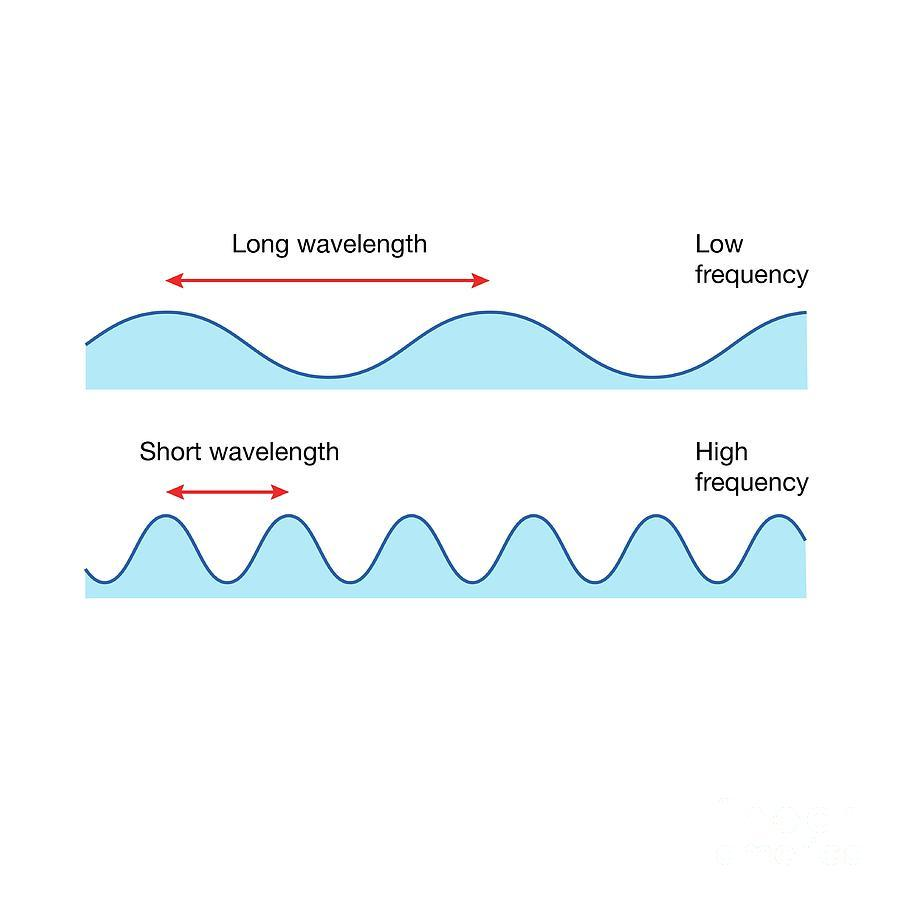 Long wavelength
Low
frequency
Short wavelength
High
frequency